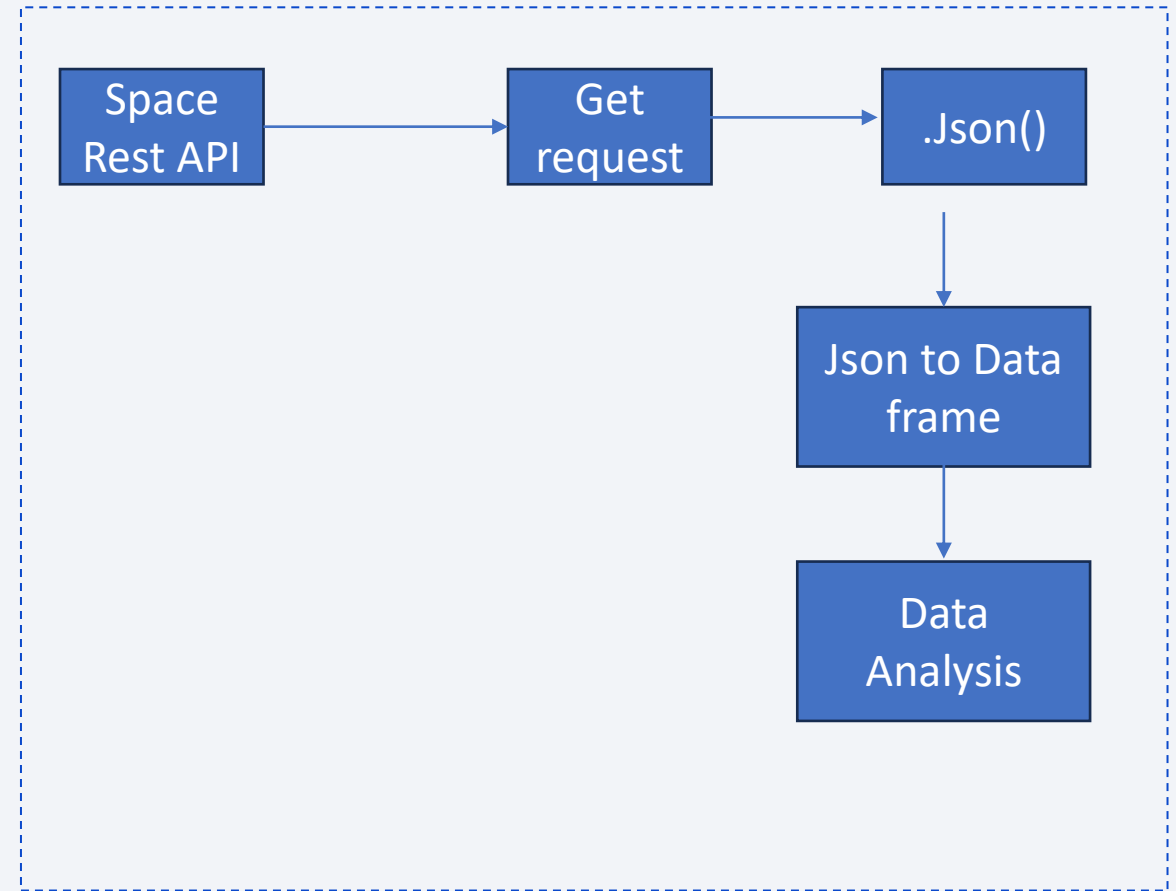 Space
Rest API
Get
request
.Json()
Json to Data
frame
Data
Analysis